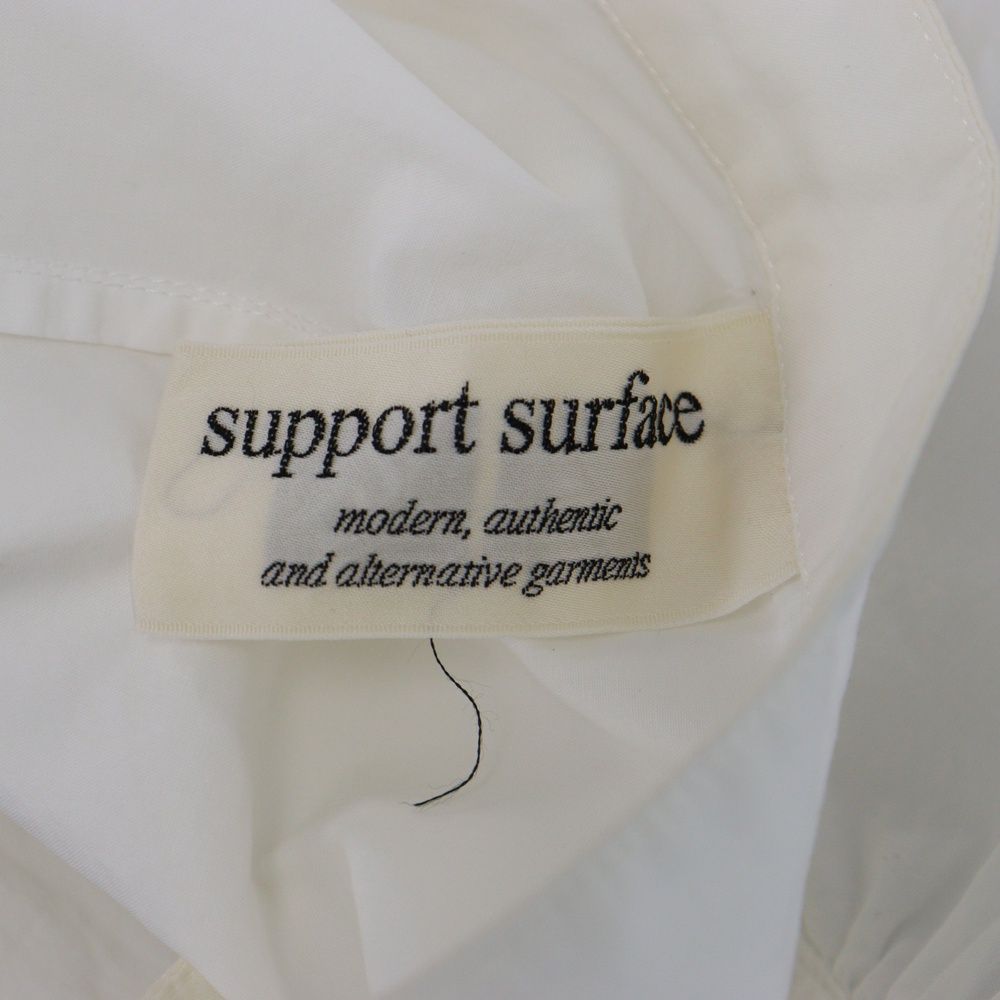 support surface
modern, authentic
and alternative garments